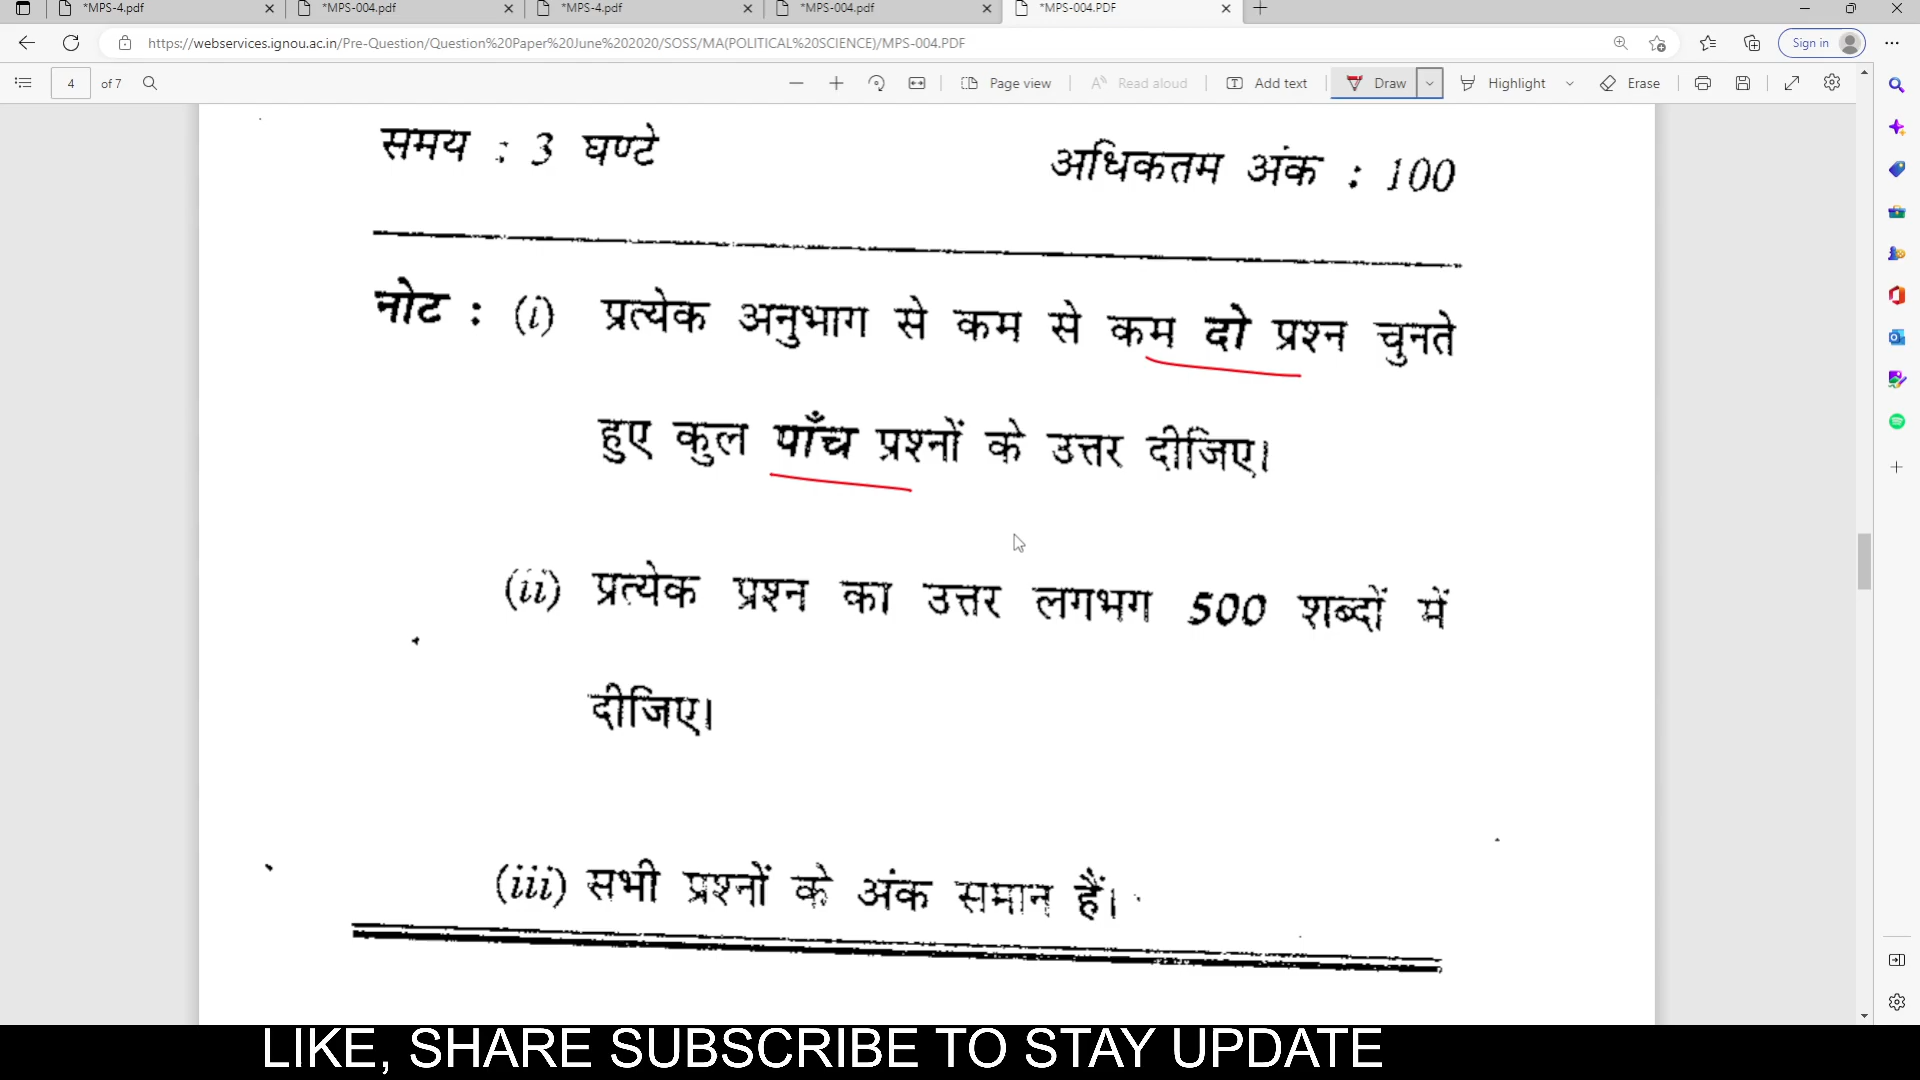 *MPS-4.pdf *MPS-004.pdf *MPS-4.pdf *MPS-004.pdf *MPS-004.PDF
https://webservices.ignou.ac.in/Pre-Question/Question%20Paper%20June%202020/SOSS/MA(POLITICAL%20SCIENCE)/MPS-004.PDF Sign in
4 of 7 Page view Read aloud Add text Draw Highlight Erase
समय : 3 घण्टे अधिकतम अंक : 100
नोट : (i) प्रत्येक अनुभाग से कम से कम दो प्रश्न चुनते
हुए कुल पाँच प्रश्नों के उत्तर दीजिए।
(ii) प्रत्येक प्रश्न का उत्तर लगभग 500 शब्दों में
दीजिए।
(iii) सभी प्रश्नों के अंक समान हैं।
LIKE, SHARE SUBSCRIBE TO STAY UPDATE